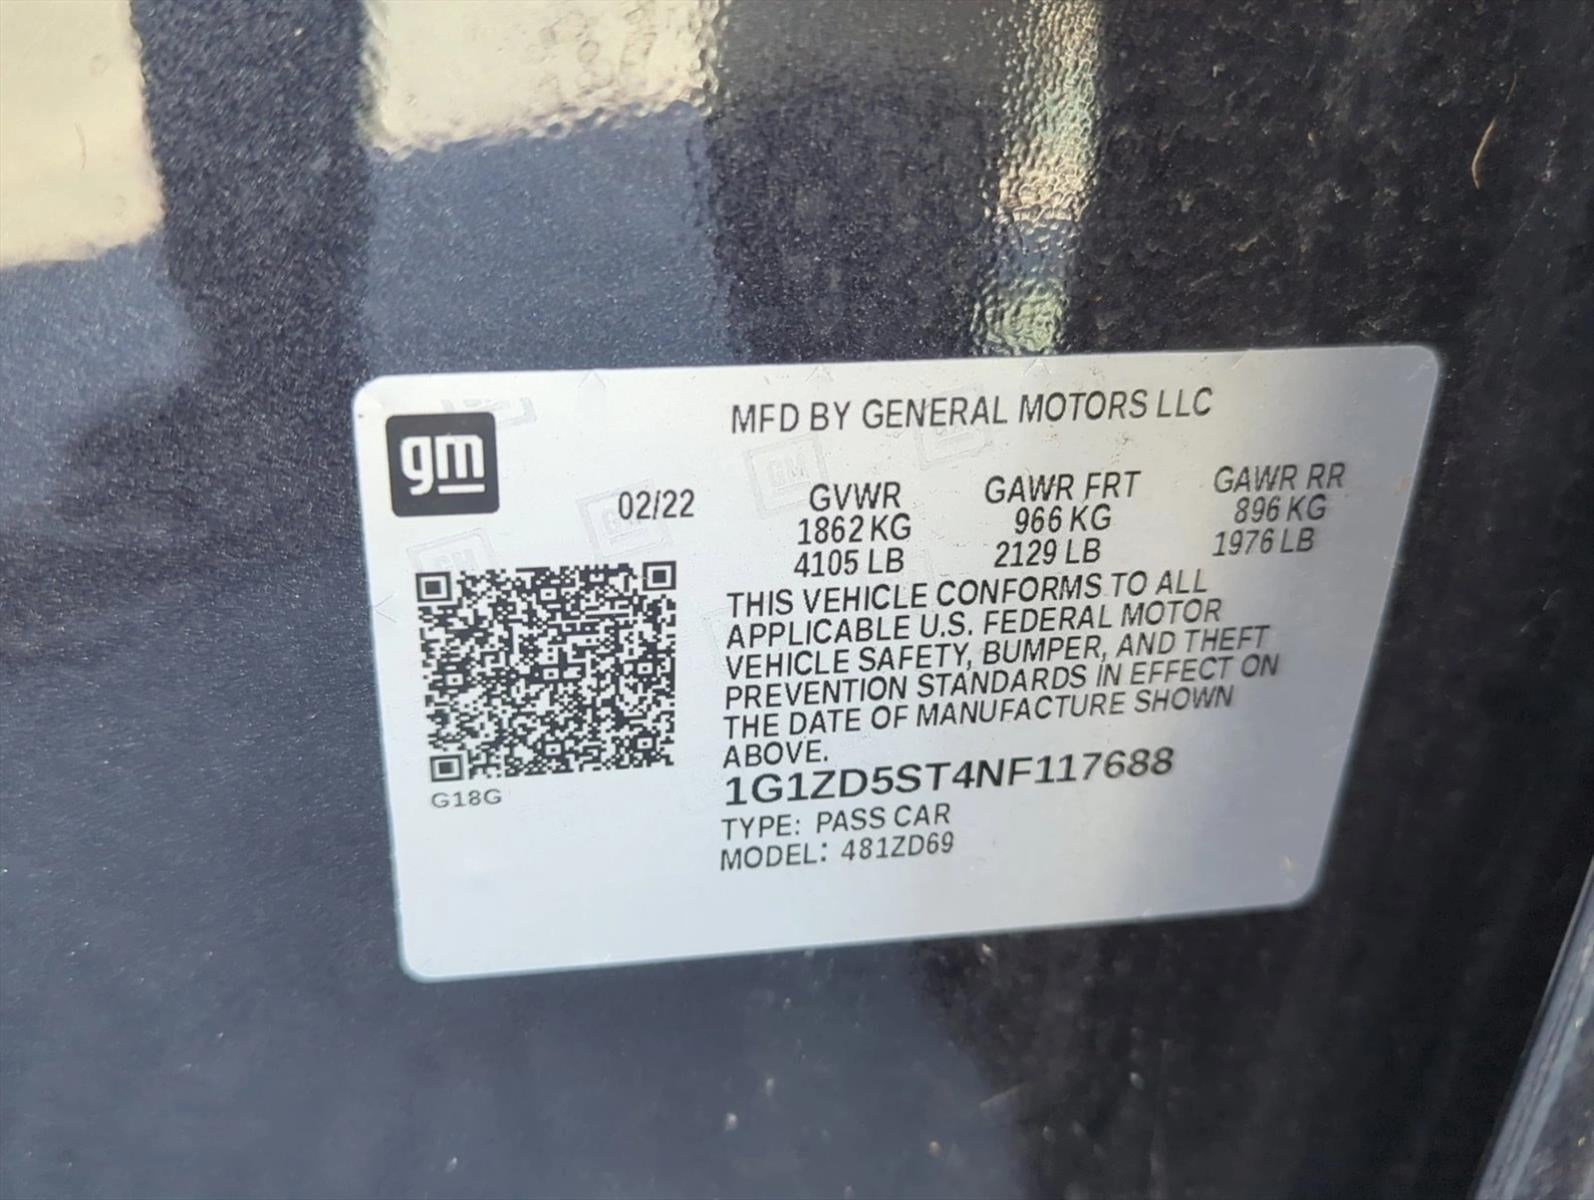 MFD BY GENERAL MOTORS LLC
gm
02/22
GVWR GAWR FRT GAWR RR
1862 KG 966 KG 896 KG
4105 LB 2129 LB 1976 LB
THIS VEHICLE CONFORMS TO ALL
APPLICABLE U.S. FEDERAL MOTOR
VEHICLE SAFETY, BUMPER, AND THEFT
PREVENTION STANDARDS IN EFFECT ON
THE DATE OF MANUFACTURE SHOWN
ABOVE.
1G1ZD5ST4NF117688
G18G
TYPE: PASS CAR
MODEL: 481ZD69